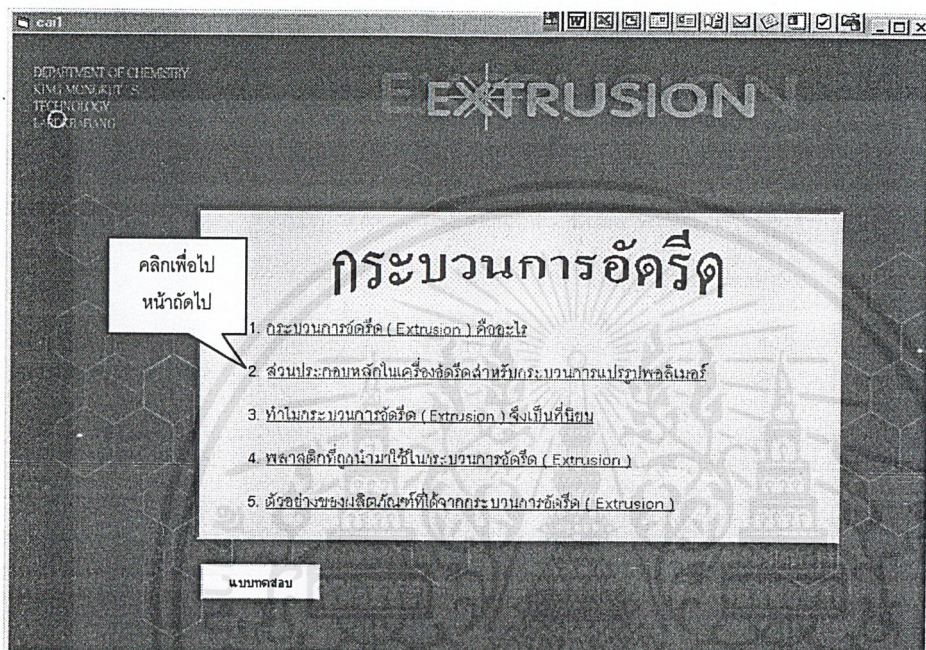 cai1
DEPARTMENT OF CHEMISTRY
KING MONGKUT'S
TECHNOLOGY
LADKRABANG
EXTRUSION
กระบวนการอัดรีด
คลิกเพื่อไป
หน้าถัดไป
1. กระบวนการอัดรีด ( Extrusion ) คืออะไร
2. ส่วนประกอบหลักในเครื่องอัดรีดสำหรับกระบวนการแปรรูปพอลิเมอร์
3. ทำไมกระบวนการอัดรีด ( Extrusion ) จึงเป็นที่นิยม
4. พลาสติกที่ถูกนำมาใช้ในกระบวนการอัดรีด ( Extrusion )
5. ตัวอย่างของผลิตภัณฑ์ที่ได้จากกระบวนการอัดรีด ( Extrusion )
แบบทดสอบ